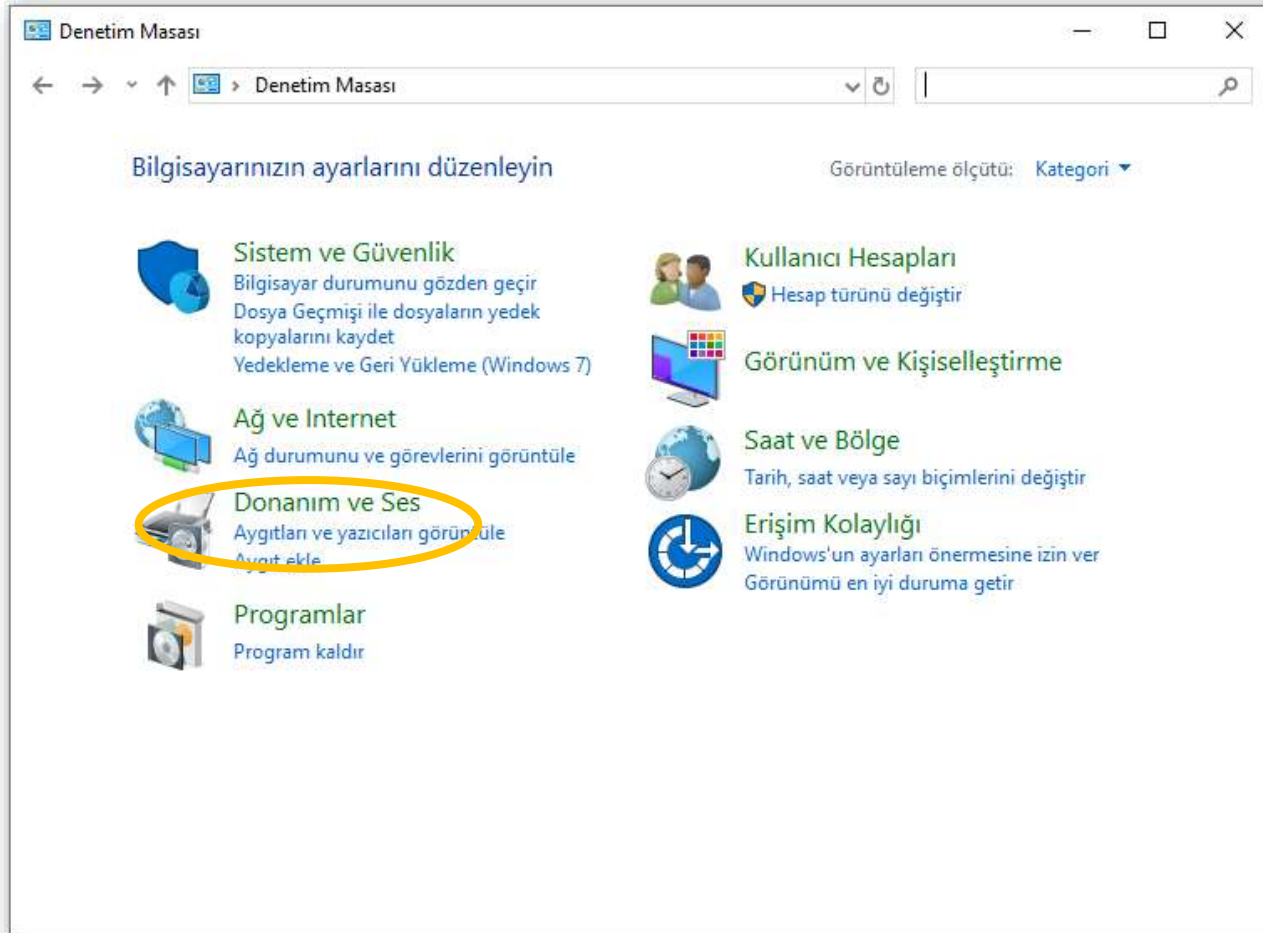 Denetim Masası
Denetim Masası
Bilgisayarınızın ayarlarını düzenleyin
Görüntüleme ölçütü: Kategori
Sistem ve Güvenlik
Bilgisayar durumunu gözden geçir
Dosya Geçmişi ile dosyaların yedek
kopyalarını kaydet
Yedekleme ve Geri Yükleme (Windows 7)
Ağ ve Internet
Ağ durumunu ve görevlerini görüntüle
Donanım ve Ses
Aygıtları ve yazıcıları görüntüle
Aygıt ekle
Programlar
Program kaldır
Kullanıcı Hesapları
Hesap türünü değiştir
Görünüm ve Kişiselleştirme
Saat ve Bölge
Tarih, saat veya sayı biçimlerini değiştir
Erişim Kolaylığı
Windows'un ayarları önermesine izin ver
Görünümü en iyi duruma getir